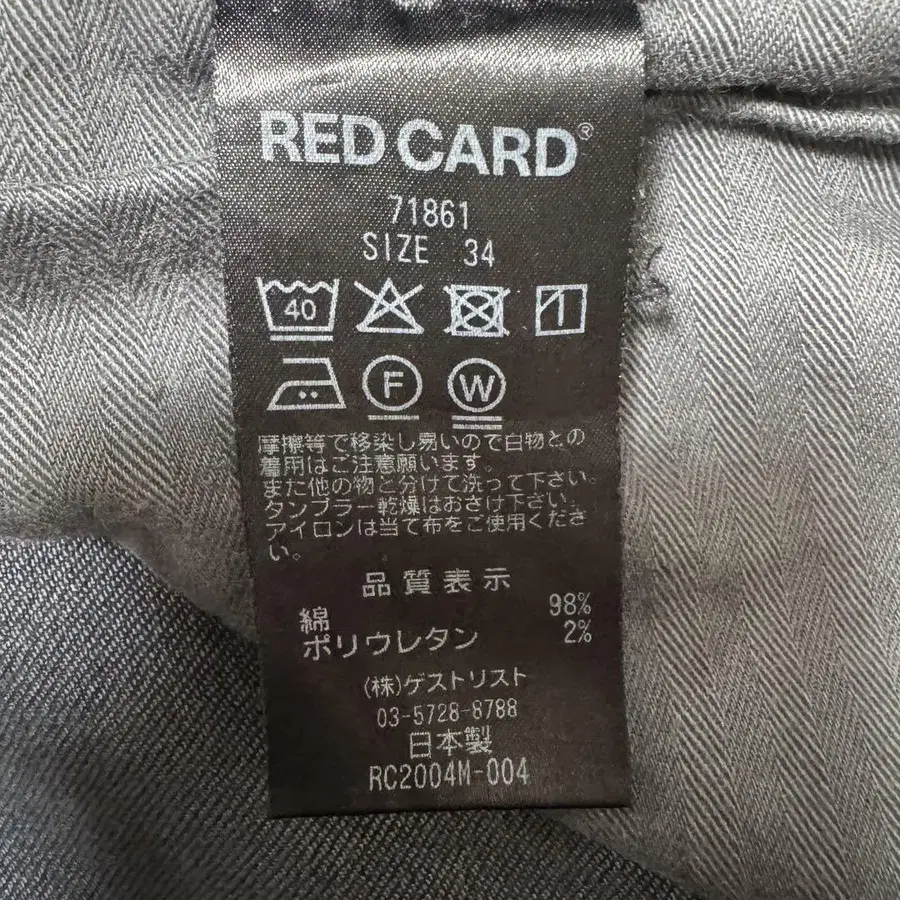 RED CARD®
71861
SIZE 34
40
F W
摩擦等で移染し易いので白物との
着用はご注意願います。
また他の物と分けて洗って下さい。
タンブラー乾燥はおさけ下さい。
アイロンは当て布をご使用くださ
い。
品質表示
綿 98%
ポリウレタン 2%
(株)ゲストリスト
03-5728-8788
日本製
RC2004M-004